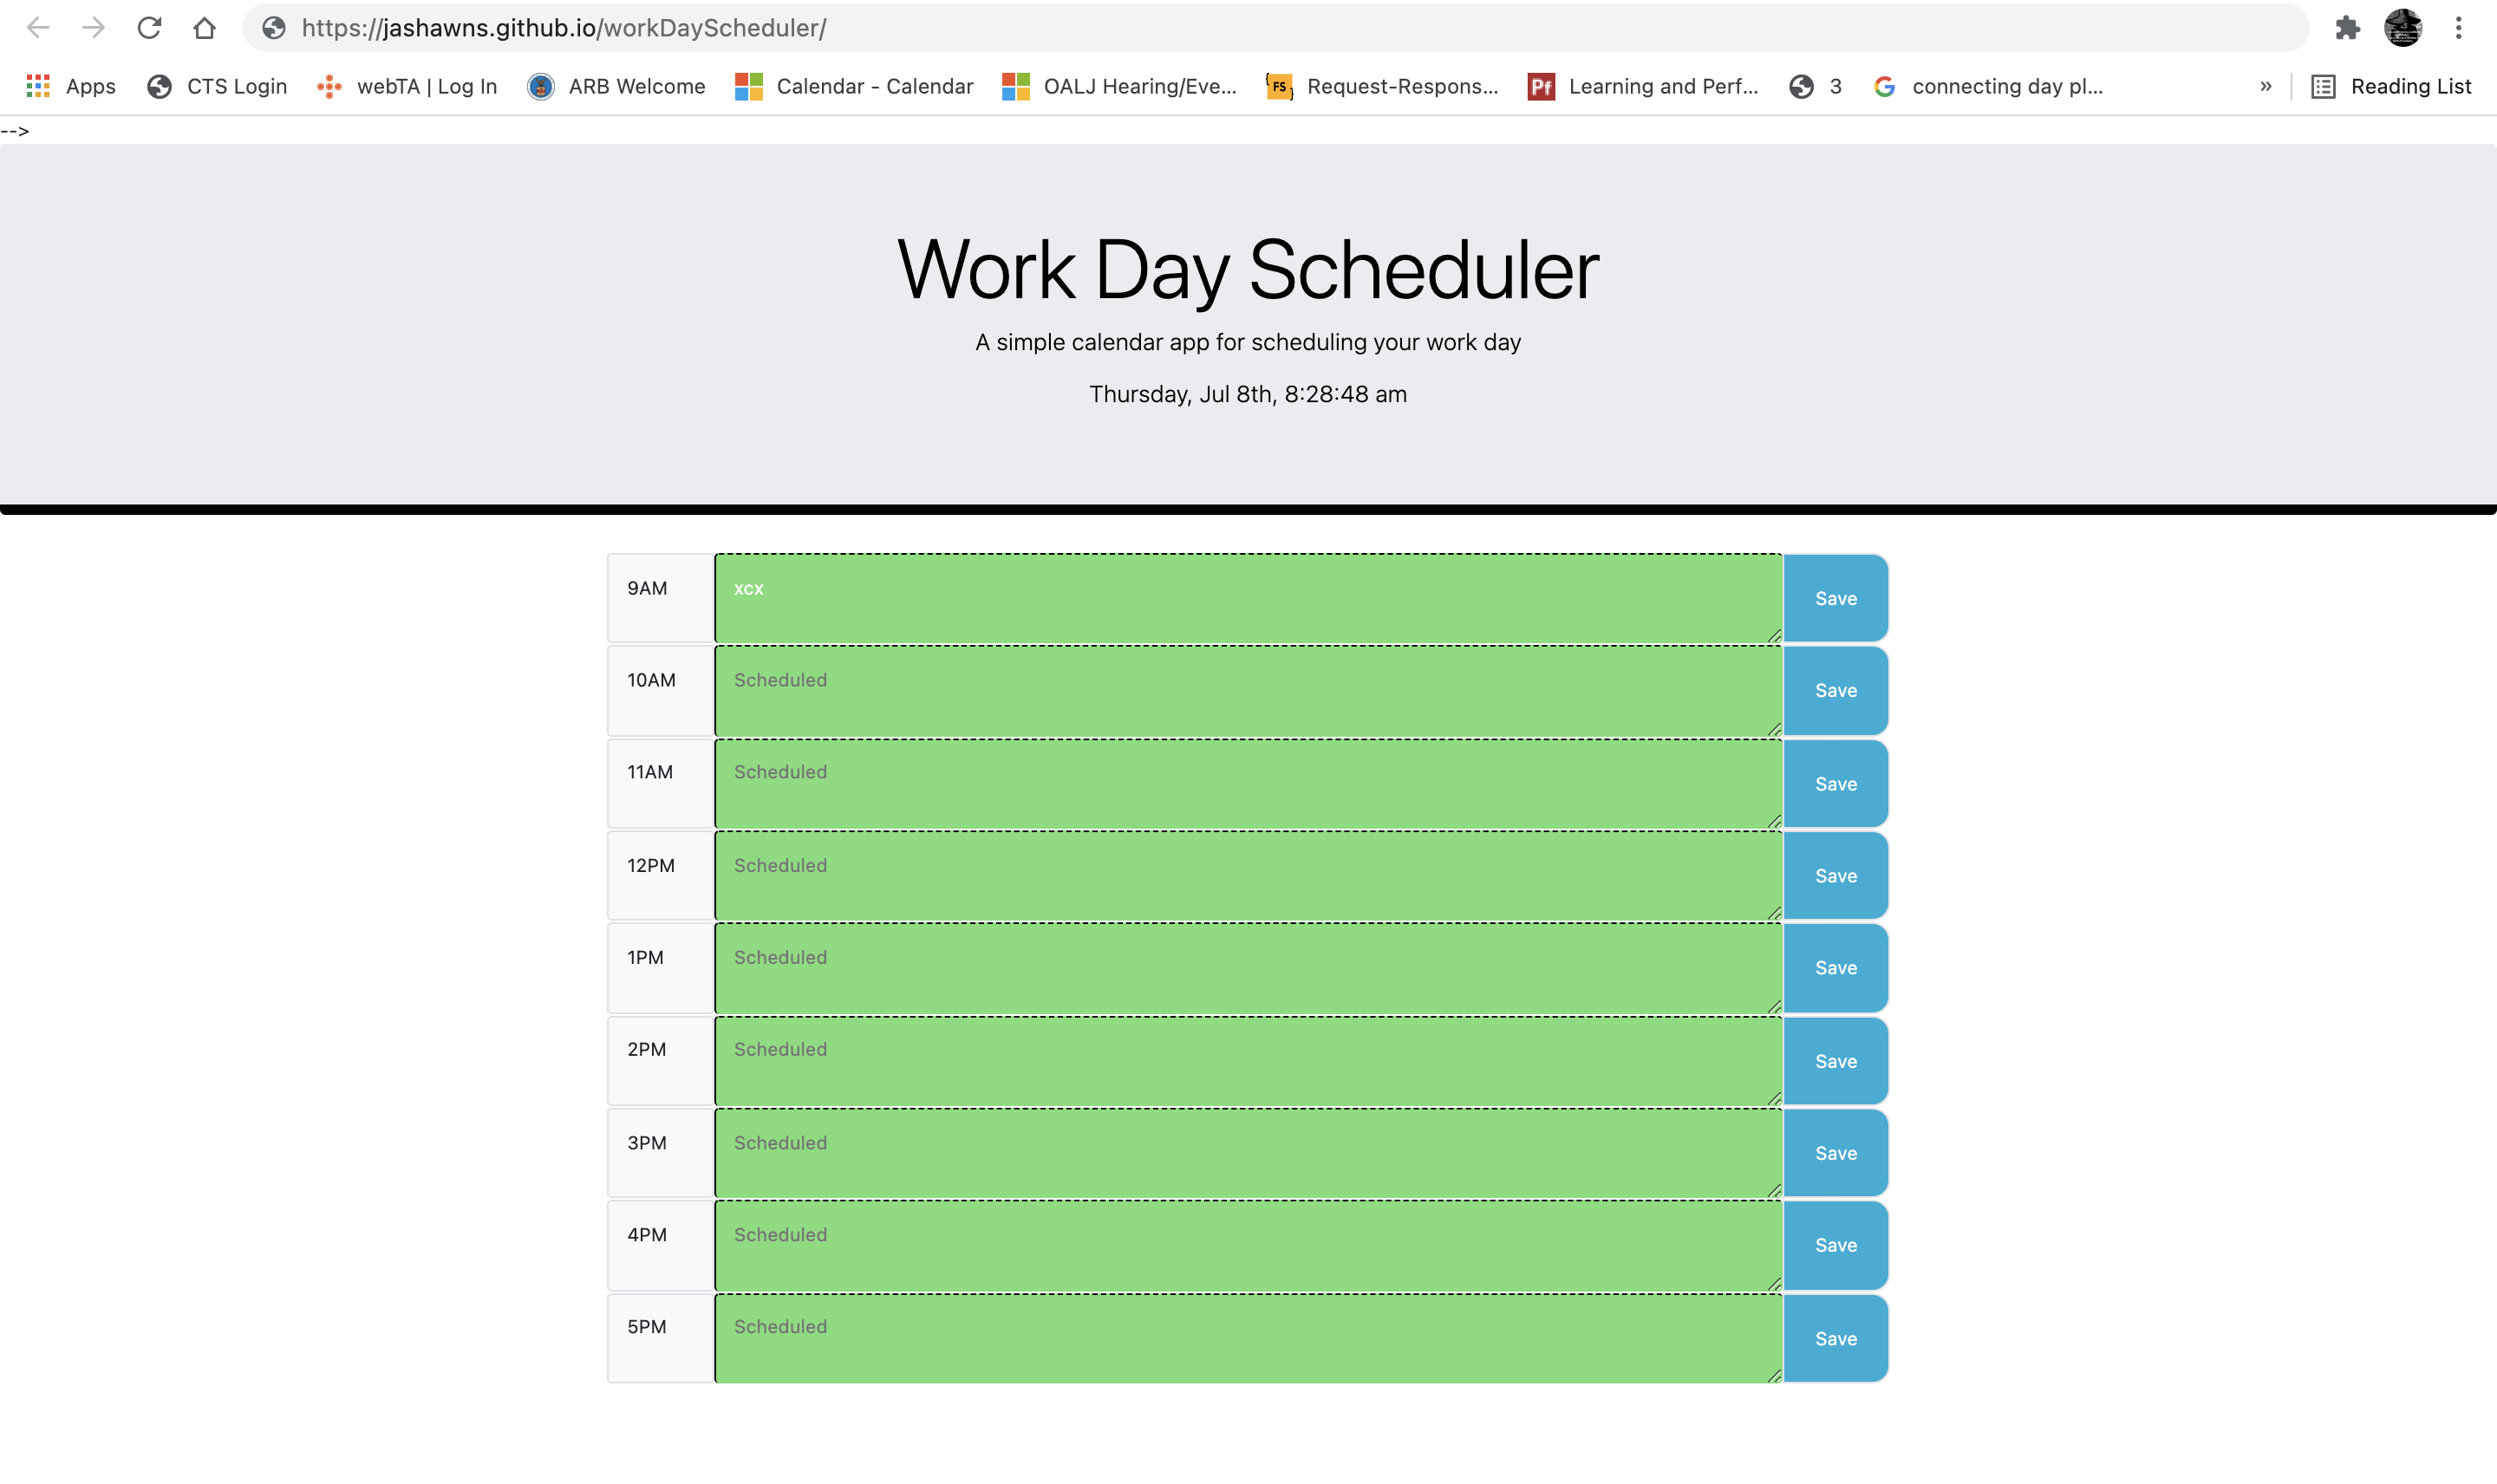 https://jashawns.github.io/workDayScheduler/
Apps CTS Login webTA | Log In ARB Welcome Calendar - Calendar OALJ Hearing/Eve... {FS} Request-Respons... Pf Learning and Perf... 3 G connecting day pl... » Reading List
-->
Work Day Scheduler
A simple calendar app for scheduling your work day
Thursday, Jul 8th, 8:28:48 am
9AM xcx Save
10AM Scheduled Save
11AM Scheduled Save
12PM Scheduled Save
1PM Scheduled Save
2PM Scheduled Save
3PM Scheduled Save
4PM Scheduled Save
5PM Scheduled Save